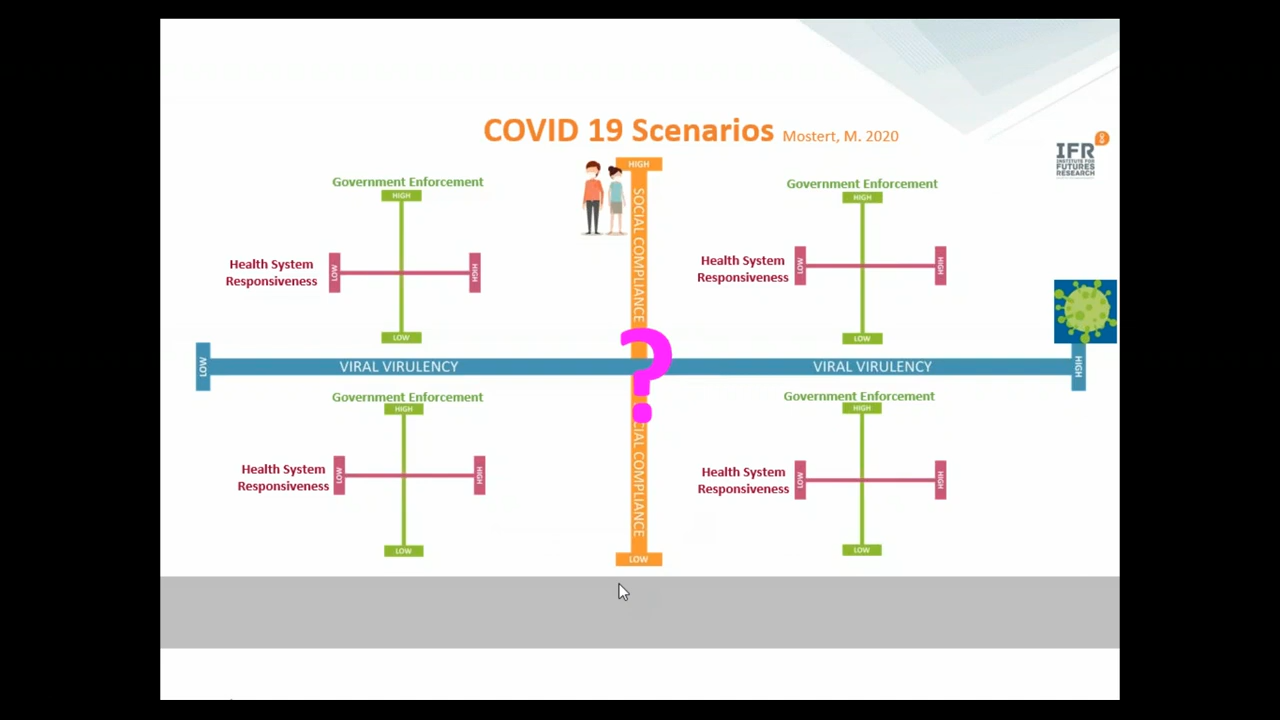 COVID 19 Scenarios Mostert, M. 2020
IFR
INSTITUTE FOR
FUTURES
RESEARCH
HIGH
SOCIAL COMPLIANCE
Government Enforcement
HIGH
Health System
Responsiveness
LOW
HIGH
LOW
Government Enforcement
HIGH
Health System
Responsiveness
LOW
HIGH
LOW
LOW
VIRAL VIRULENCY
?
VIRAL VIRULENCY
HIGH
Government Enforcement
HIGH
Health System
Responsiveness
LOW
HIGH
LOW
CIAL COMPLIANCE
LOW
Government Enforcement
HIGH
Health System
Responsiveness
LOW
HIGH
LOW